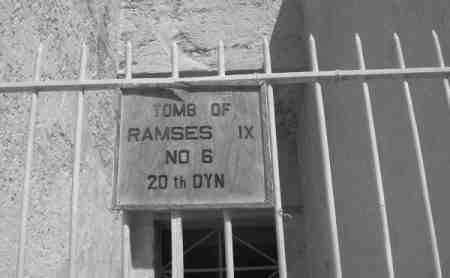 TOMB OF
RAMSES IX
NO 6
20 th DYN